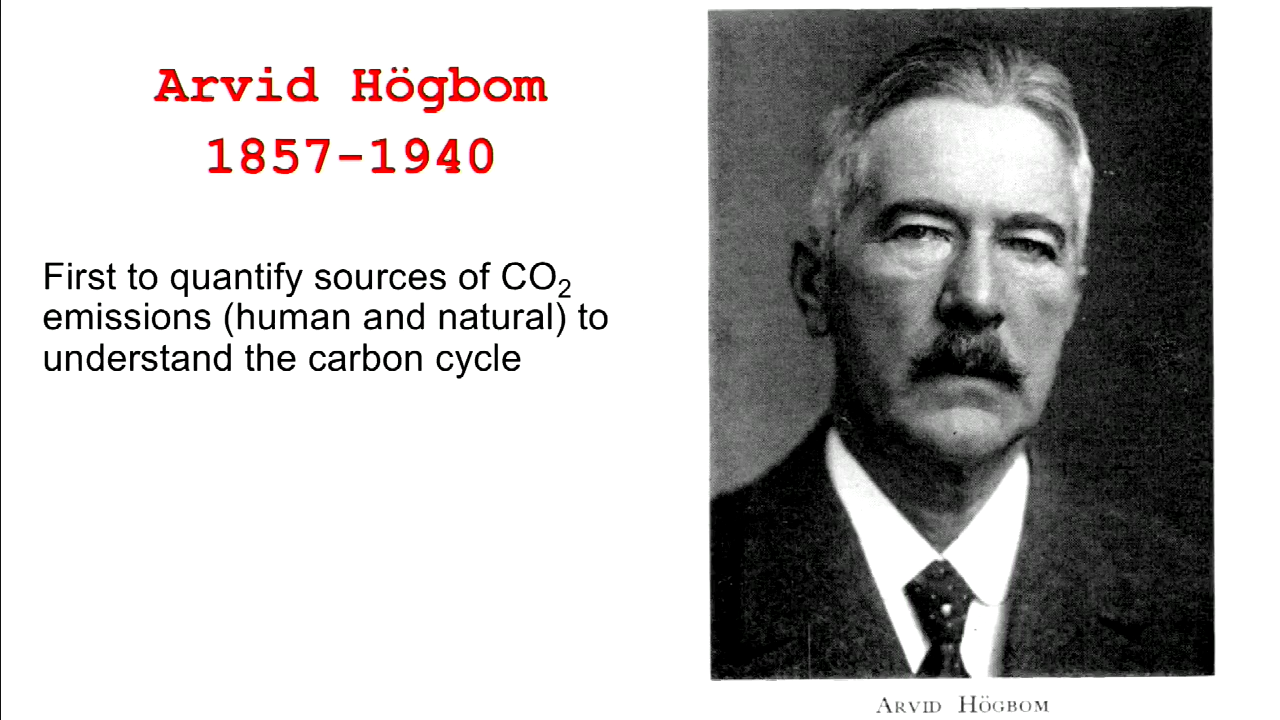 Arvid Högbom
1857-1940
First to quantify sources of CO₂
emissions (human and natural) to
understand the carbon cycle
ARVID HÖGBOM